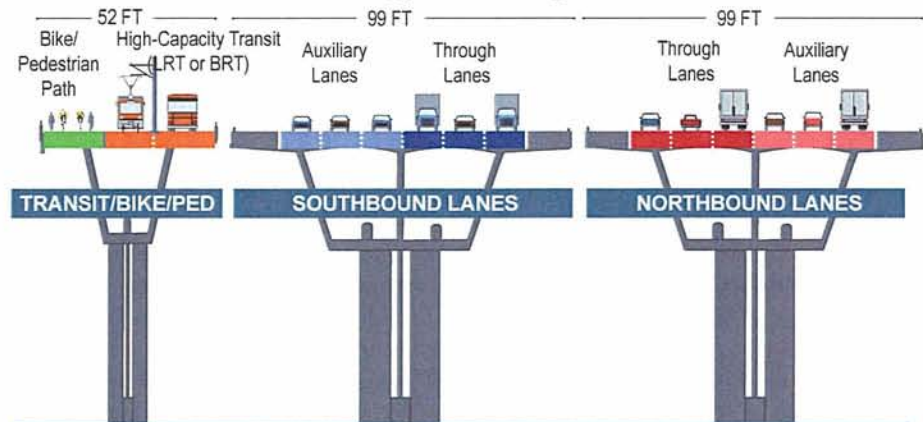 52 FT
99 FT
99 FT
Bike/
Pedestrian
Path
High-Capacity Transit
(LRT or BRT)
Auxiliary
Lanes
Through
Lanes
Through
Lanes
Auxiliary
Lanes
TRANSIT/BIKE/PED
SOUTHBOUND LANES
NORTHBOUND LANES